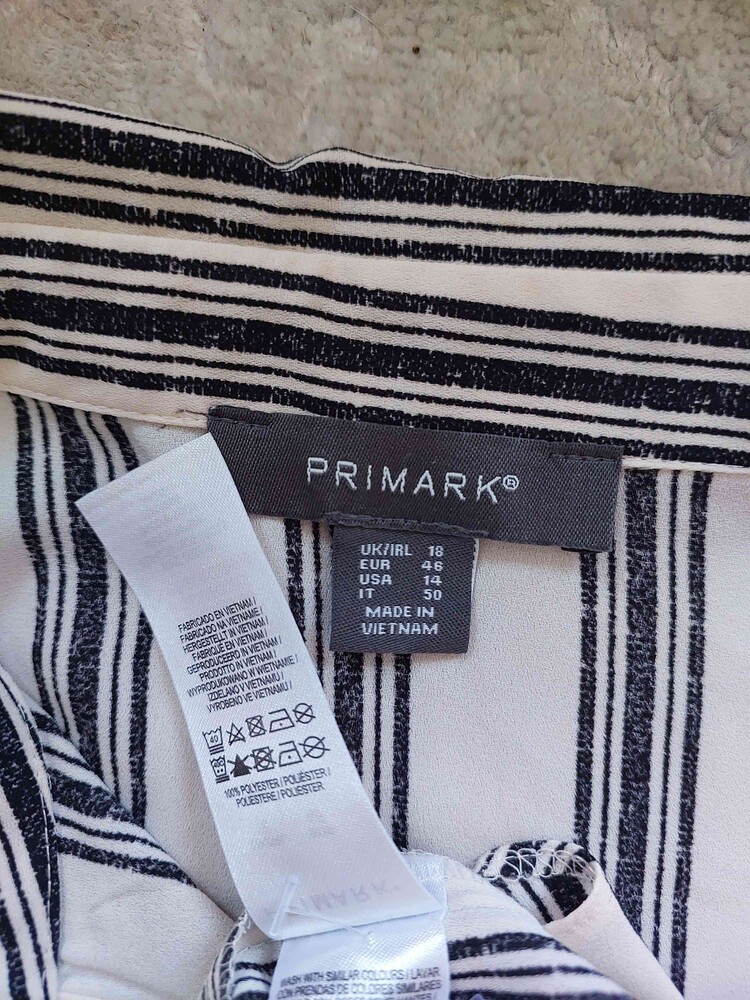 PRIMARK®
UK/IRL 18
EUR 46
USA 14
IT 50
MADE IN
VIETNAM
FABRICADO EN VIETNAM/
FABRICADO NA VIETNAME/
HERGESTELLT IN VIETNAM/
FABRIQUÉ EN VIETNAM/
GEPRODUCEERD IN VIETNAM/
PRODOTTO IN VIETNAM/
WYPRODUKOWANO W WIETNAMIE/
IZDELANO V VIETNAMU/
VYROBENO VE VIETNAMU/
40
100% POLYESTER / POLIÉSTER/
POLIESTERE/ POLIESTER
WASH WITH SIMILAR COLOURS/ LAVAR
CON PRENDAS DE COLORES SIMILARES